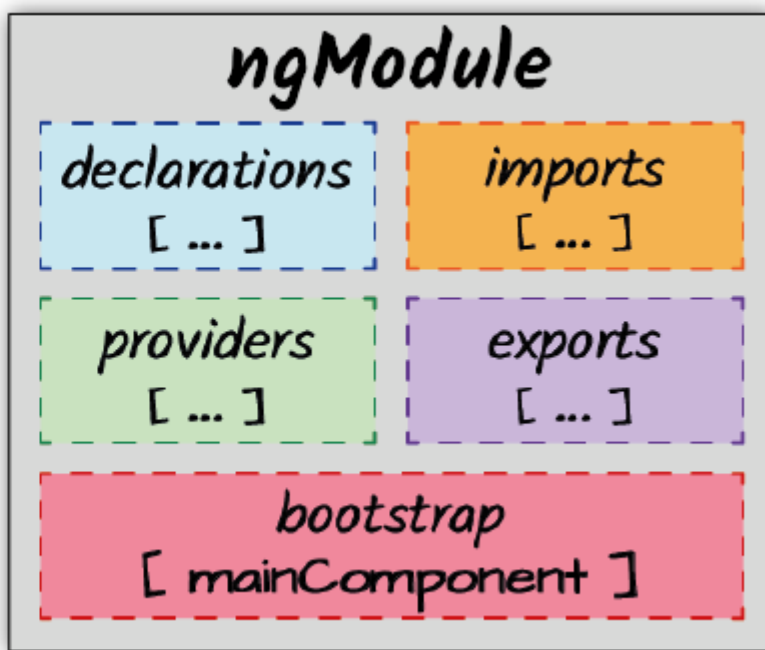 ngModule
declarations
[ ... ]
imports
[ ... ]
providers
[ ... ]
exports
[ ... ]
bootstrap
[ mainComponent ]